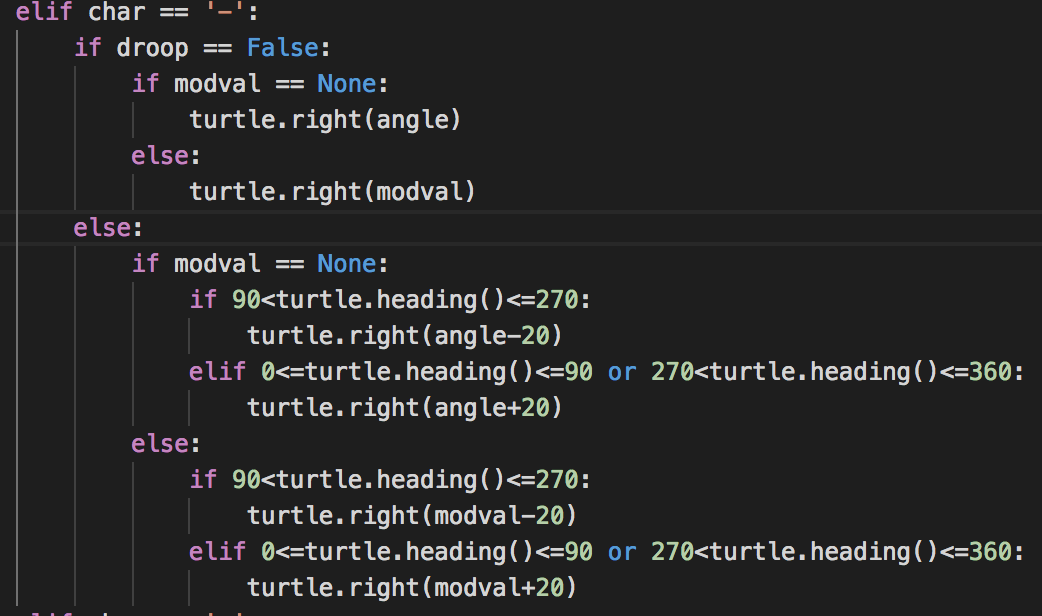 elif char == '-':
    if droop == False:
        if modval == None:
            turtle.right(angle)
        else:
            turtle.right(modval)
    else:
        if modval == None:
            if 90<turtle.heading()<=270:
                turtle.right(angle-20)
            elif 0<=turtle.heading()<=90 or 270<turtle.heading()<=360:
                turtle.right(angle+20)
        else:
            if 90<turtle.heading()<=270:
                turtle.right(modval-20)
            elif 0<=turtle.heading()<=90 or 270<turtle.heading()<=360:
                turtle.right(modval+20)